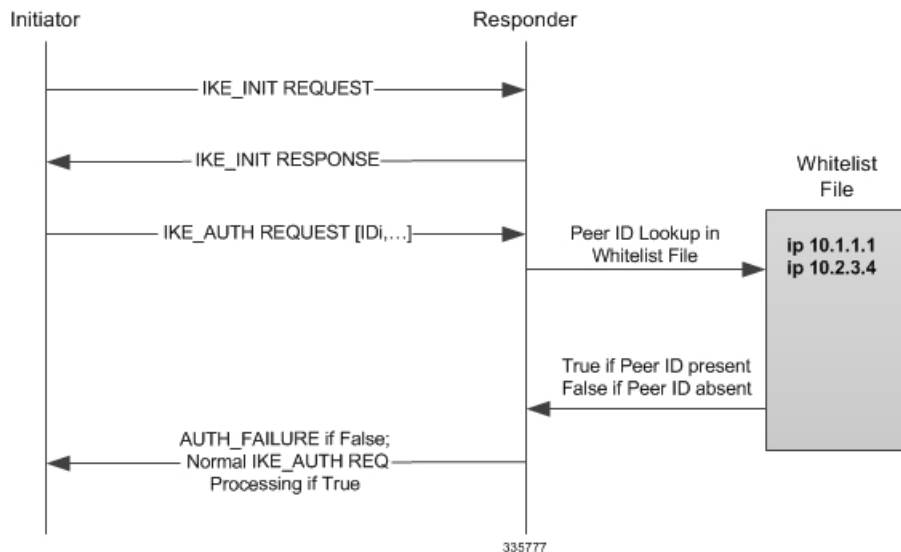 Initiator
Responder
IKE_INIT REQUEST
IKE_INIT RESPONSE
Whitelist
File
IKE_AUTH REQUEST [IDi,...]
Peer ID Lookup in
Whitelist File
ip 10.1.1.1
ip 10.2.3.4
True if Peer ID present
False if Peer ID absent
AUTH_FAILURE if False;
Normal IKE_AUTH REQ
Processing if True
335777